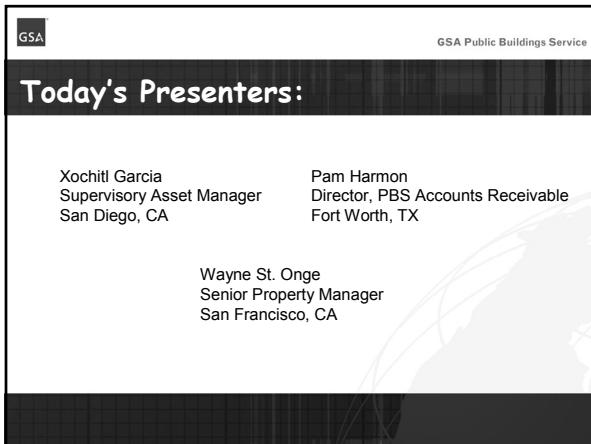 GSA
GSA Public Buildings Service
Today's Presenters:
Xochitl Garcia
Supervisory Asset Manager
San Diego, CA
Pam Harmon
Director, PBS Accounts Receivable
Fort Worth, TX
Wayne St. Onge
Senior Property Manager
San Francisco, CA